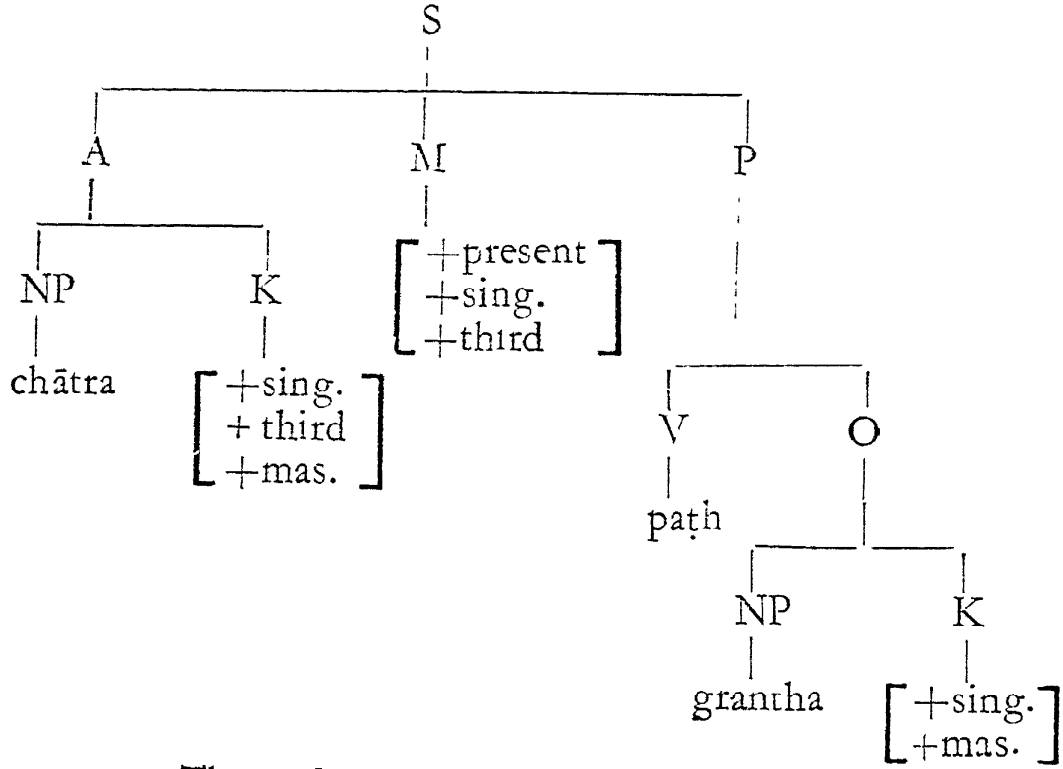 S
A M P
NP K
+present
+sing.
+third
chātra
+sing.
+ third
+mas.
V O
paṭh
NP K
grantha
+sing.
+mas.